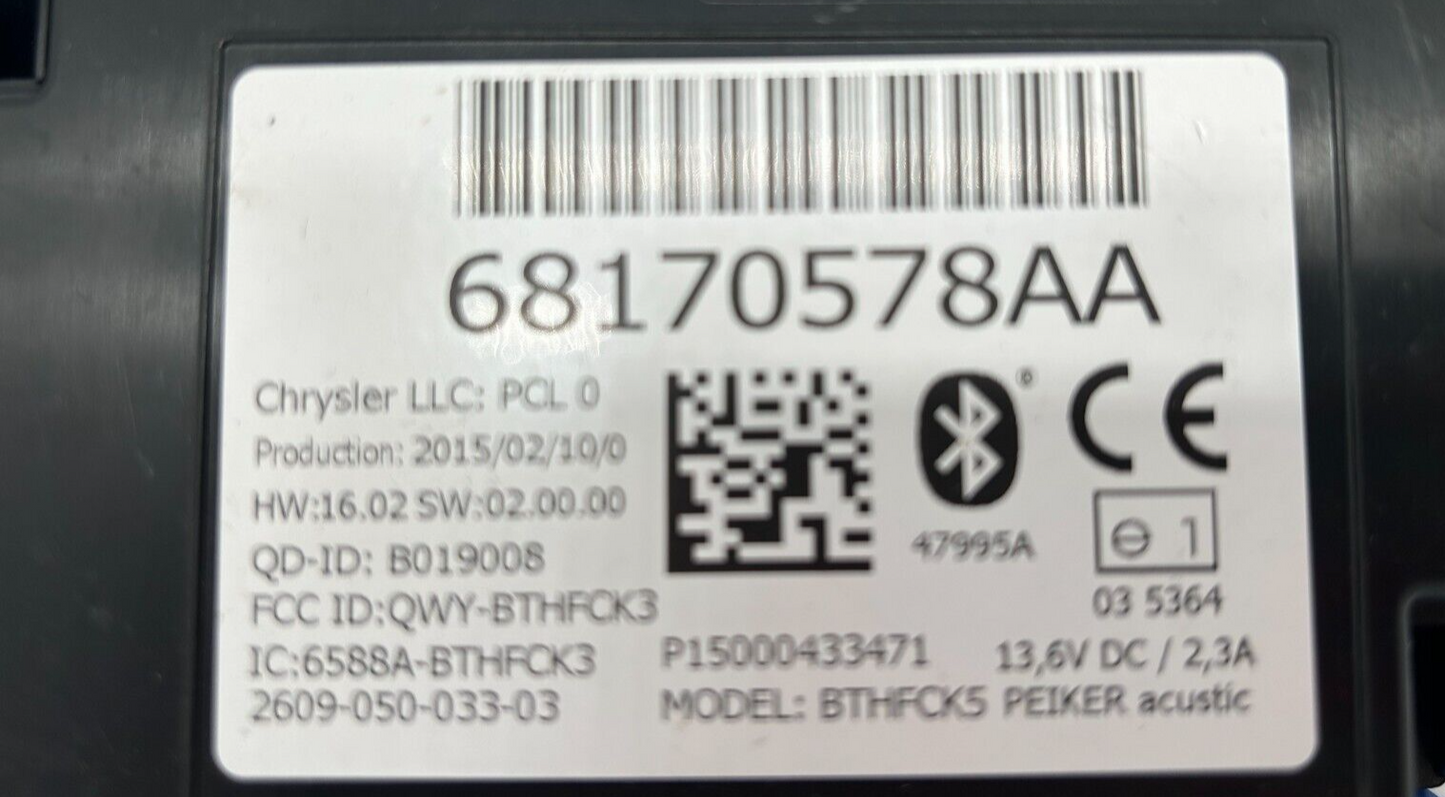 68170578AA
Chrysler LLC: PCL 0
Production: 2015/02/10/0
HW:16.02 SW:02.00.00
QD-ID: B019008
FCC ID:QWY-BTHFCK3
IC:6588A-BTHFCK3
2609-050-033-03
®
CE
47995A
e 1
03 5364
P15000433471 13,6V DC / 2,3A
MODEL: BTHFCK5 PEIKER acustic